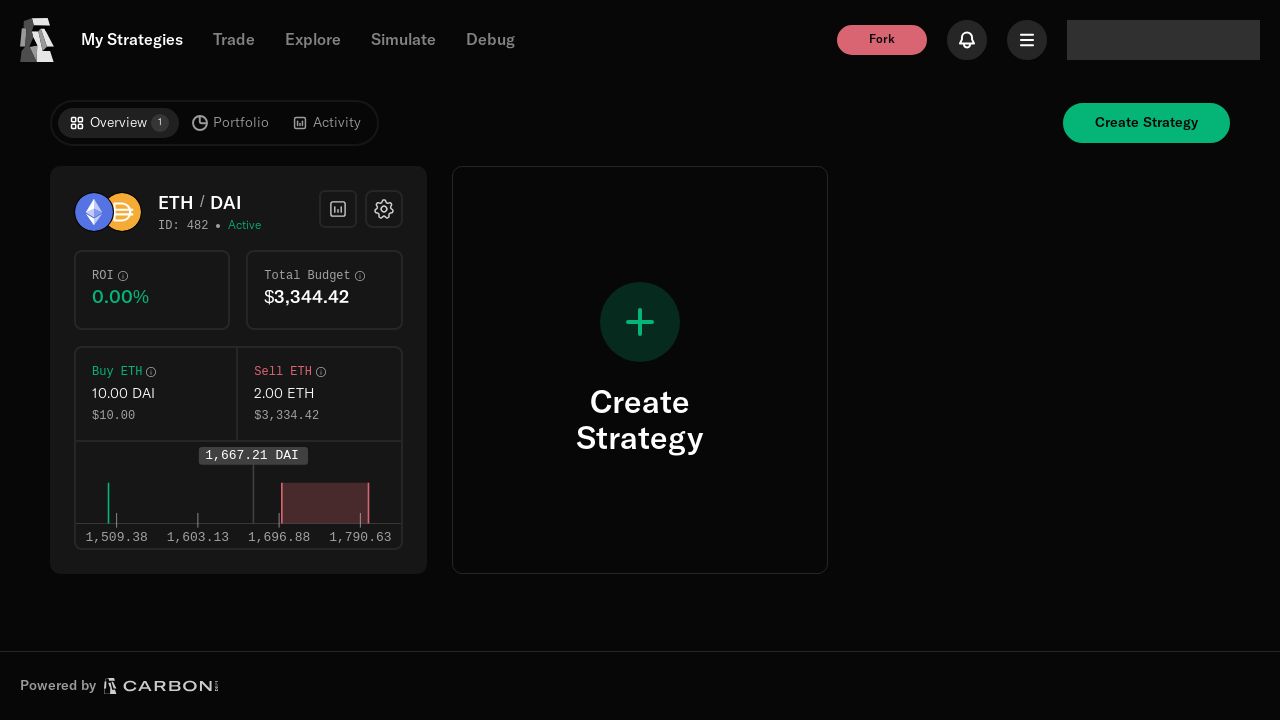 My Strategies Trade Explore Simulate Debug Fork
Overview 1 Portfolio Activity Create Strategy
ETH / DAI
ID: 482 • Active
ROI Total Budget
0.00% $3,344.42
Buy ETH Sell ETH
10.00 DAI 2.00 ETH
$10.00 $3,334.42
1,667.21 DAI
1,509.38 1,603.13 1,696.88 1,790.63
Create
Strategy
Powered by CARBON